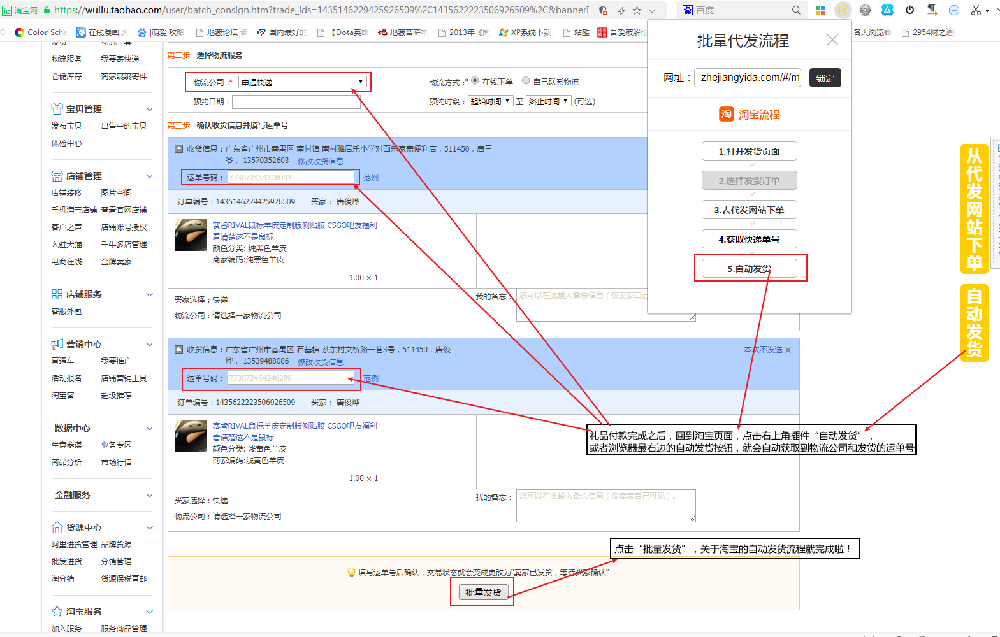 淘宝网 https://wuliu.taobao.com/user/batch_consign.htm?trade_ids=1435146229425926509%2C1435622223506926509%2C&bannerI 百度
Color Sche 在线漫画,火 |萌爱·攻略| 地藏论坛 佛 国内最好的 【Dota英雄 地藏菩萨本 2013年《周 XP系统下载 站酷 吾爱破解论 各大浏览器 2954财之道
发货 物流工具
物流服务 我要寄快递
仓储库存 商家裹裹寄件
宝贝管理
发布宝贝 出售中的宝贝
体检中心
店铺管理
店铺装修 图片空间
手机淘宝店铺 查看官网店铺
客户之声 店铺账号授权
入驻天猫 千牛多店管理
电商在线 金牌卖家
店铺服务
客服外包
营销中心
直通车 我要推广
活动报名 店铺营销工具
淘宝客 超级推荐
数据中心
生意参谋 业务专区
商品分析 市场行情
金融服务
货源中心
阿里进货管理 品牌货源
批发进货 分销管理
淘分销 货源保税直邮
淘宝服务
加入服务 服务商品管理
第二步 选择物流服务
物流公司：* 申通快递
物流方式：* 在线下单 自己联系物流
预约日期：
预约时段： 起始时间 至 终止时间 (可选)
第三步 确认收货信息并填写运单号
收货信息：广东省广州市番禺区 南村镇 南村雅居乐小学对面乐家嘉便利店，511450，唐三
爷， 13570352603 修改收货信息
运单号码： 773072454318093 范例
订单编号：1435146229425926509 买家： 唐俊烨
赛睿RIVAL鼠标羊皮定制版侧贴胶 CSGO吧友福利
看清楚这不是鼠标
颜色分类: 纯黑色羊皮
商家编码:纯黑色羊皮
1.00 × 1
买家选择：快递
物流公司：请选择一家物流公司
我的备忘： 您可以在此输入备忘信息（仅卖家自己
收货信息：广东省广州市番禺区 石基镇 茶东村文桥路一巷3号，511450，唐俊
烨， 13539488086 修改收货信息
本次不发送
运单号码： 773072454246289 范例
订单编号：1435622223506926509 买家： 唐俊烨
赛睿RIVAL鼠标羊皮定制版侧贴胶 CSGO吧友福利
看清楚这不是鼠标
颜色分类: 浅黄色羊皮
商家编码:浅黄色羊皮
1.00 × 1
买家选择：快递
物流公司：请选择一家物流公司
我的备忘： 您可以在此输入备忘信息（仅卖家自己可见）。
填写运单号后确认，交易状态就会变成更改为“卖家已发货，等待买家确认”
批量发货
批量代发流程
网址： zhejiangyida.com/#/m 锁定
淘 淘宝流程
1.打开发货页面
2.选择发货订单
3.去代发网站下单
4.获取快递单号
5.自动发货
从代发网站下单
自动发货
礼品付款完成之后，回到淘宝页面，点击右上角插件“自动发货”，
或者浏览器最右边的自动发货按钮，就会自动获取到物流公司和发货的运单号
点击“批量发货”，关于淘宝的自动发货流程就完成啦！